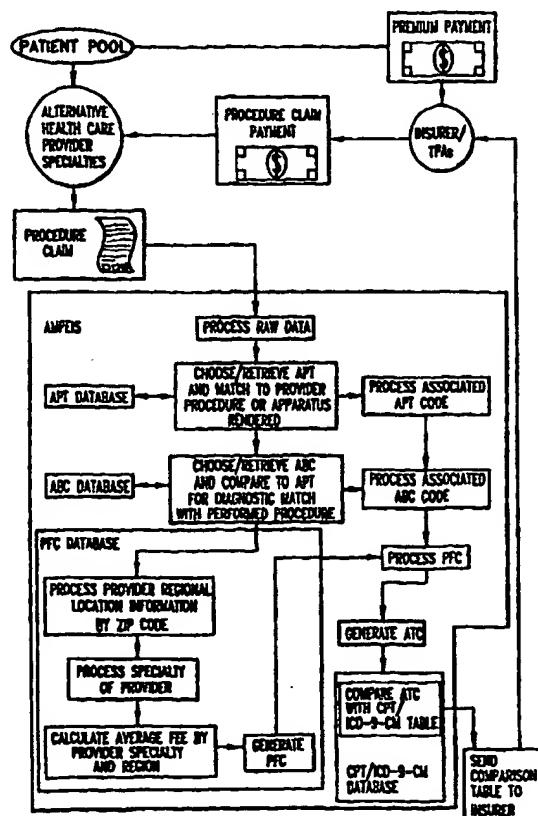 PATIENT POOL
PREMIUM PAYMENT
$
ALTERNATIVE
HEALTH CARE
PROVIDER
SPECIALTIES
PROCEDURE CLAIM
PAYMENT
$
INSURER/
TPAs
PROCEDURE
CLAIM
AMPEIS
PROCESS RAW DATA
APT DATABASE
CHOOSE/RETRIEVE APT
AND MATCH TO PROVIDER
PROCEDURE OR APPARATUS
RENDERED
PROCESS ASSOCIATED
APT CODE
ABC DATABASE
CHOOSE/RETRIEVE ABC
AND COMPARE TO APT
FOR DIAGNOSTIC MATCH
WITH PERFORMED PROCEDURE
PROCESS ASSOCIATED
ABC CODE
PFC DATABASE
PROCESS PROVIDER REGIONAL
LOCATION INFORMATION
BY ZIP CODE
PROCESS SPECIALTY
OF PROVIDER
CALCULATE AVERAGE FEE BY
PROVIDER SPECIALTY
AND REGION
GENERATE
PFC
PROCESS PFC
GENERATE ATC
COMPARE ATC
WITH CPT/
ICD-9-CM TABLE
CPT/ICD-9-CM
DATABASE
SEND
COMPARISON
TABLE TO
INSURER